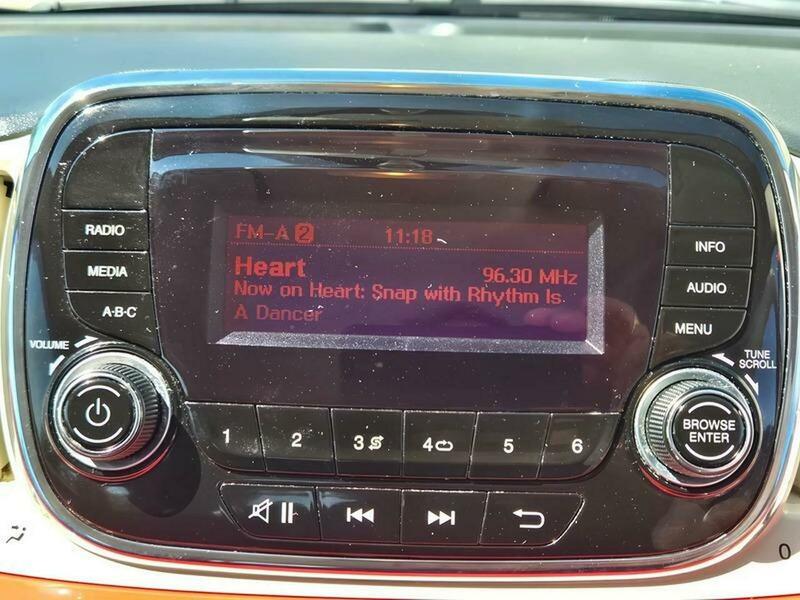 FM-A 2 11:18
Heart 96.30 MHz
Now on Heart: Snap with Rhythm Is
A Dancer
RADIO
MEDIA
A·B·C
INFO
AUDIO
MENU
VOLUME
TUNE
SCROLL
BROWSE
ENTER
1 2 3 4 5 6
0